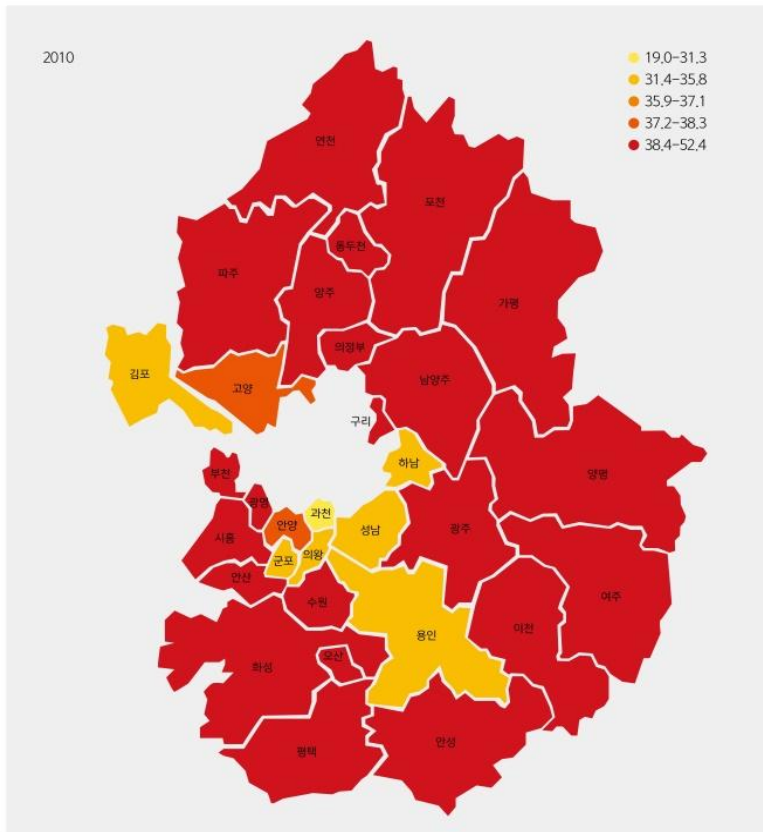 2010
19.0-31.3
31.4-35.8
35.9-37.1
37.2-38.3
38.4-52.4
연천
포천
동두천
파주
양주
가평
의정부
김포
고양
남양주
구리
하남
양평
부천
광명
과천
안양
성남
광주
시흥
군포
의왕
안산
여주
수원
이천
용인
오산
화성
안성
평택